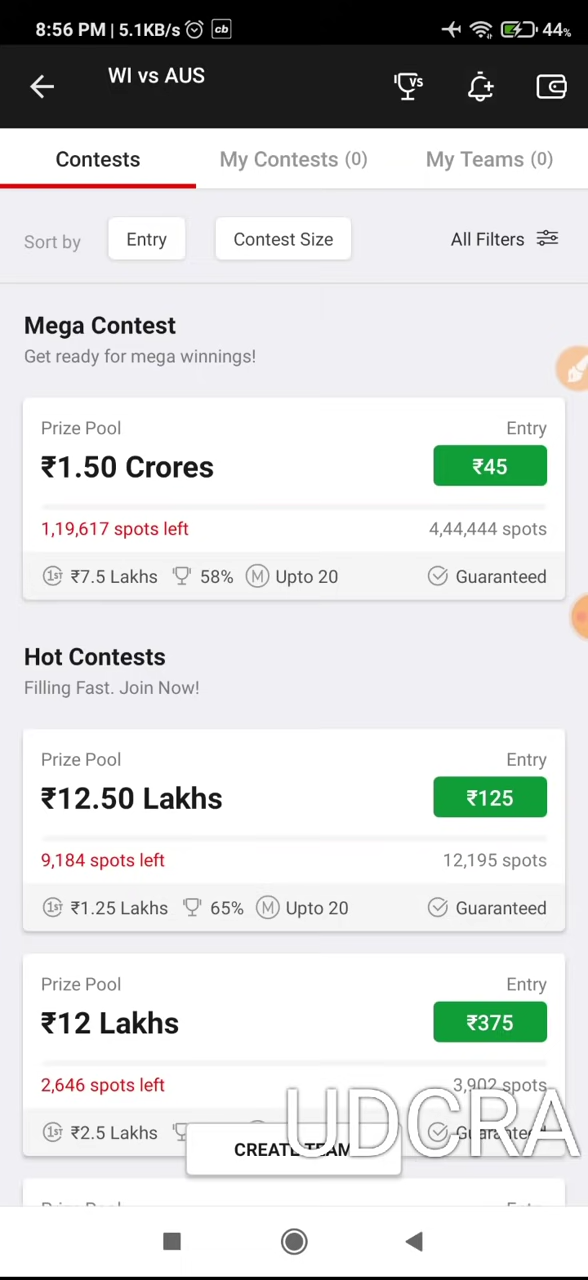 8:56 PM | 5.1KB/s cb 44%
WI vs AUS
VS
Contests My Contests (0) My Teams (0)
Sort by Entry Contest Size All Filters
Mega Contest
Get ready for mega winnings!
Prize Pool Entry
₹1.50 Crores ₹45
1,19,617 spots left 4,44,444 spots
1ST ₹7.5 Lakhs 58% M Upto 20 Guaranteed
Hot Contests
Filling Fast. Join Now!
Prize Pool Entry
₹12.50 Lakhs ₹125
9,184 spots left 12,195 spots
1ST ₹1.25 Lakhs 65% M Upto 20 Guaranteed
Prize Pool Entry
₹12 Lakhs ₹375
2,646 spots left 3,902 spots
1ST ₹2.5 Lakhs Guaranteed
UDCRA
CREATE TEAM